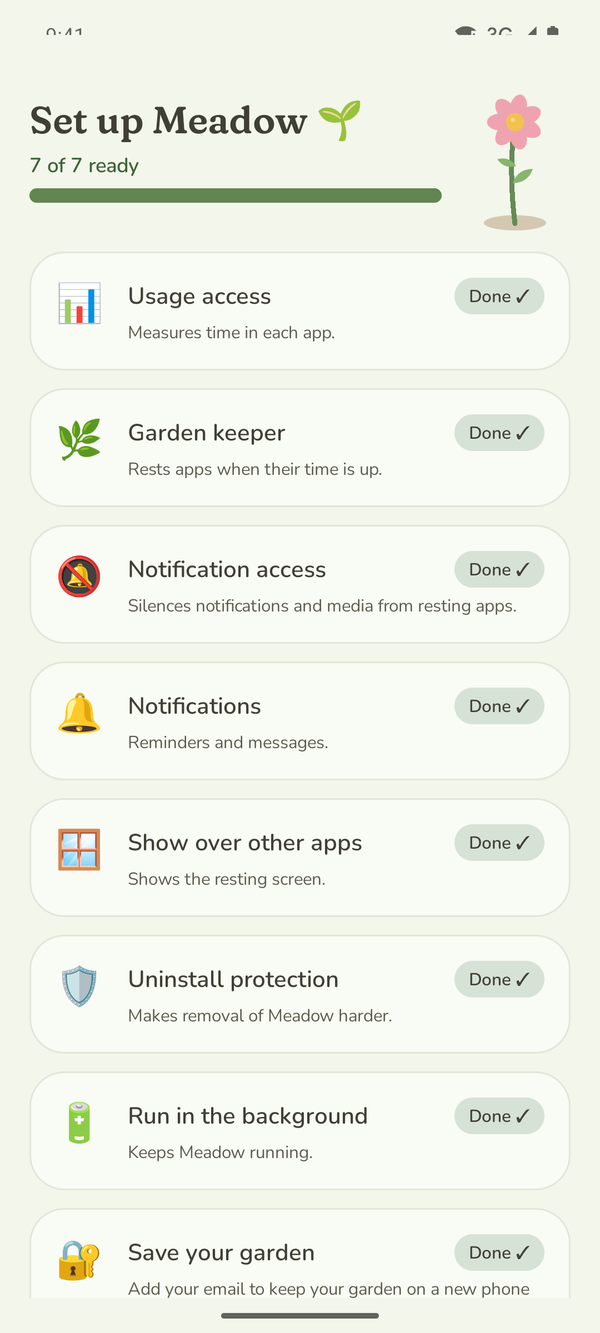 9:41
3G
Set up Meadow 🌱
7 of 7 ready
Usage access
Done ✓
Measures time in each app.
Garden keeper
Done ✓
Rests apps when their time is up.
Notification access
Done ✓
Silences notifications and media from resting apps.
Notifications
Done ✓
Reminders and messages.
Show over other apps
Done ✓
Shows the resting screen.
Uninstall protection
Done ✓
Makes removal of Meadow harder.
Run in the background
Done ✓
Keeps Meadow running.
Save your garden
Done ✓
Add your email to keep your garden on a new phone